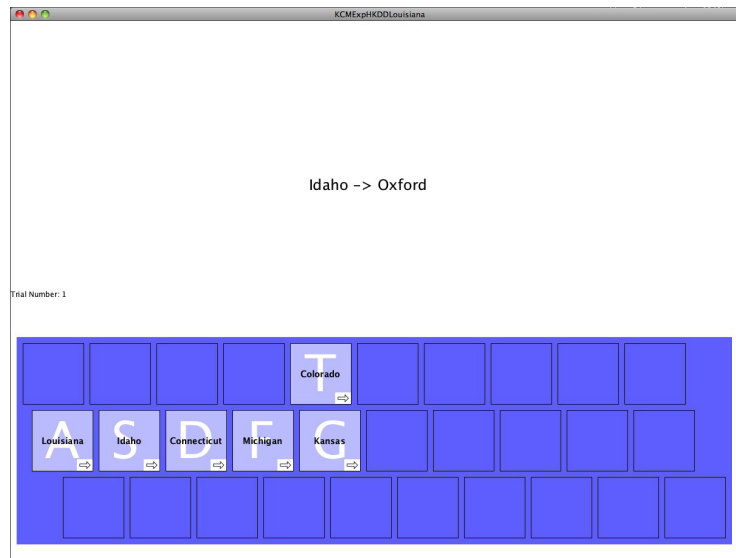 KCMExpHKDDLouisiana
Idaho -> Oxford
Trial Number: 1
T
Colorado
A S D F G
Louisiana Idaho Connecticut Michigan Kansas